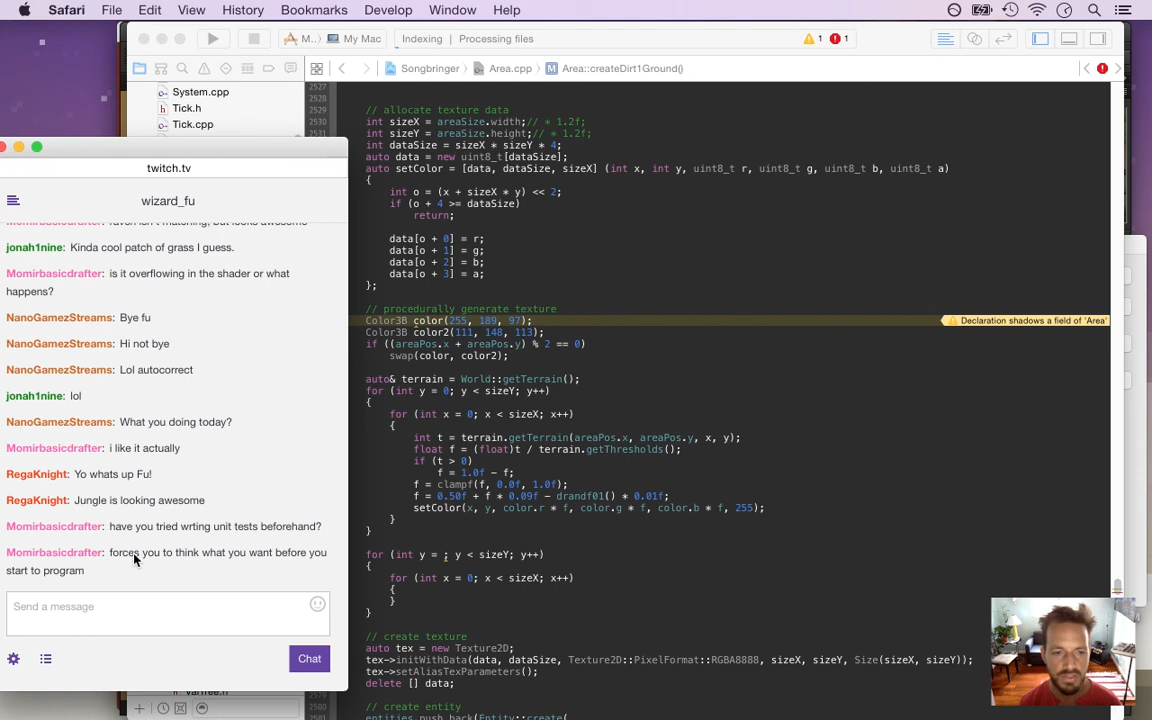 Safari File Edit View History Bookmarks Develop Window Help
M.. My Mac Indexing Processing files 1 1
Songbringer Area.cpp M Area::createDirt1Ground()
System.cpp
Tick.h
Tick.cpp
twitch.tv
wizard_fu
jonah1nine: Kinda cool patch of grass I guess.
Momirbasicdrafter: is it overflowing in the shader or what
happens?
NanoGamezStreams: Bye fu
NanoGamezStreams: Hi not bye
NanoGamezStreams: Lol autocorrect
jonah1nine: lol
NanoGamezStreams: What you doing today?
Momirbasicdrafter: i like it actually
RegaKnight: Yo whats up Fu!
RegaKnight: Jungle is looking awesome
Momirbasicdrafter: have you tried wrting unit tests beforehand?
Momirbasicdrafter: forces you to think what you want before you
start to program
Send a message
Chat
2527
2528
2529 // allocate texture data
2530 int sizeX = areaSize.width;// * 1.2f;
2531 int sizeY = areaSize.height;// * 1.2f;
int dataSize = sizeX * sizeY * 4;
auto data = new uint8_t[dataSize];
auto setColor = [data, dataSize, sizeX] (int x, int y, uint8_t r, uint8_t g, uint8_t b, uint8_t a)
{
int o = (x + sizeX * y) << 2;
if (o + 4 >= dataSize)
return;
data[o + 0] = r;
data[o + 1] = g;
data[o + 2] = b;
data[o + 3] = a;
};
// procedurally generate texture
Color3B color(255, 189, 97); Declaration shadows a field of 'Area'
Color3B color2(111, 148, 113);
if ((areaPos.x + areaPos.y) % 2 == 0)
swap(color, color2);
auto& terrain = World::getTerrain();
for (int y = 0; y < sizeY; y++)
{
for (int x = 0; x < sizeX; x++)
{
int t = terrain.getTerrain(areaPos.x, areaPos.y, x, y);
float f = (float)t / terrain.getThresholds();
if (t > 0)
f = 1.0f - f;
f = clampf(f, 0.0f, 1.0f);
f = 0.50f + f * 0.09f - drandf01() * 0.01f;
setColor(x, y, color.r * f, color.g * f, color.b * f, 255);
}
}
for (int y = ; y < sizeY; y++)
{
for (int x = 0; x < sizeX; x++)
{
}
}
// create texture
auto tex = new Texture2D;
tex->initWithData(data, dataSize, Texture2D::PixelFormat::RGBA8888, sizeX, sizeY, Size(sizeX, sizeY));
tex->setAliasTexParameters();
delete [] data;
// create entity